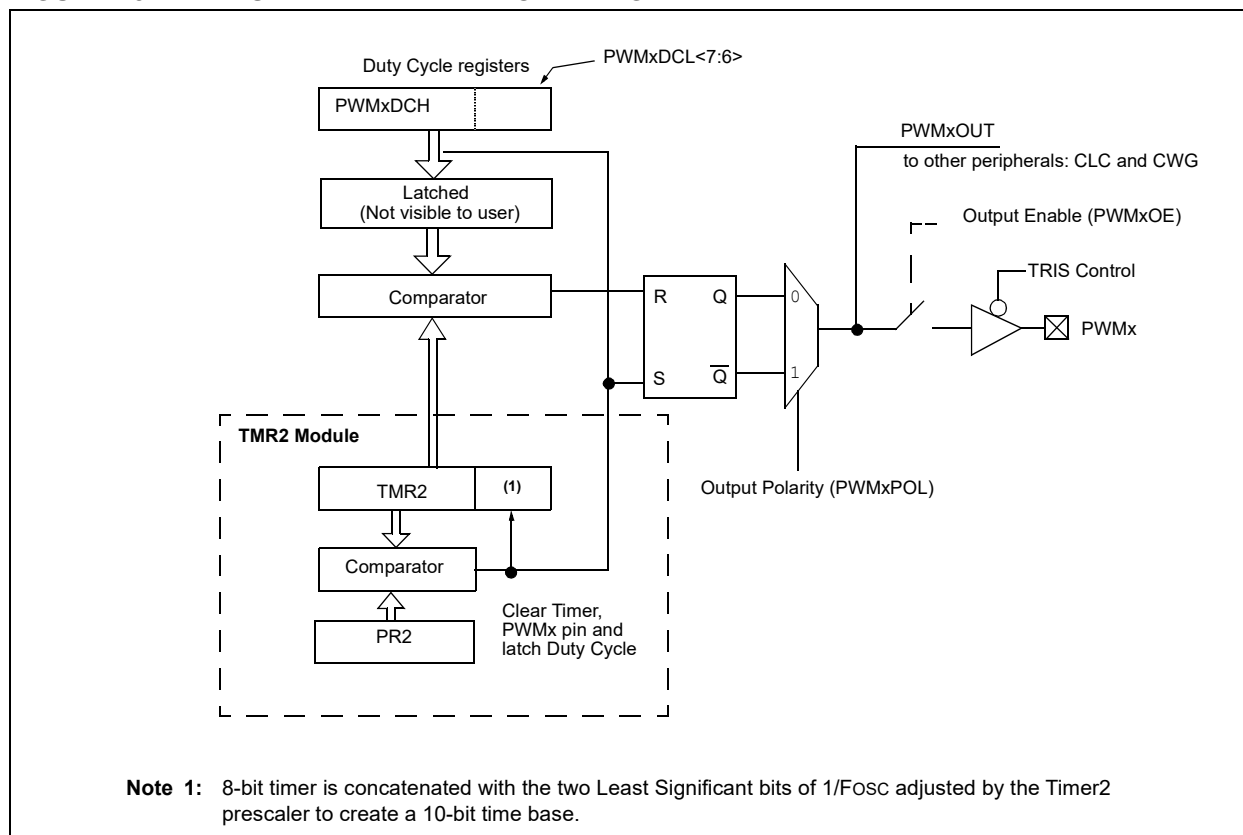 Duty Cycle registers
PWMxDCL<7:6>
PWMxDCH
Latched
(Not visible to user)
Comparator
R
Q
S
Q̅
0
1
PWMxOUT
to other peripherals: CLC and CWG
Output Enable (PWMxOE)
TRIS Control
PWMx
Output Polarity (PWMxPOL)
TMR2 Module
TMR2
(1)
Comparator
PR2
Clear Timer,
PWMx pin and
latch Duty Cycle
Note 1: 8-bit timer is concatenated with the two Least Significant bits of 1/FOSC adjusted by the Timer2
prescaler to create a 10-bit time base.